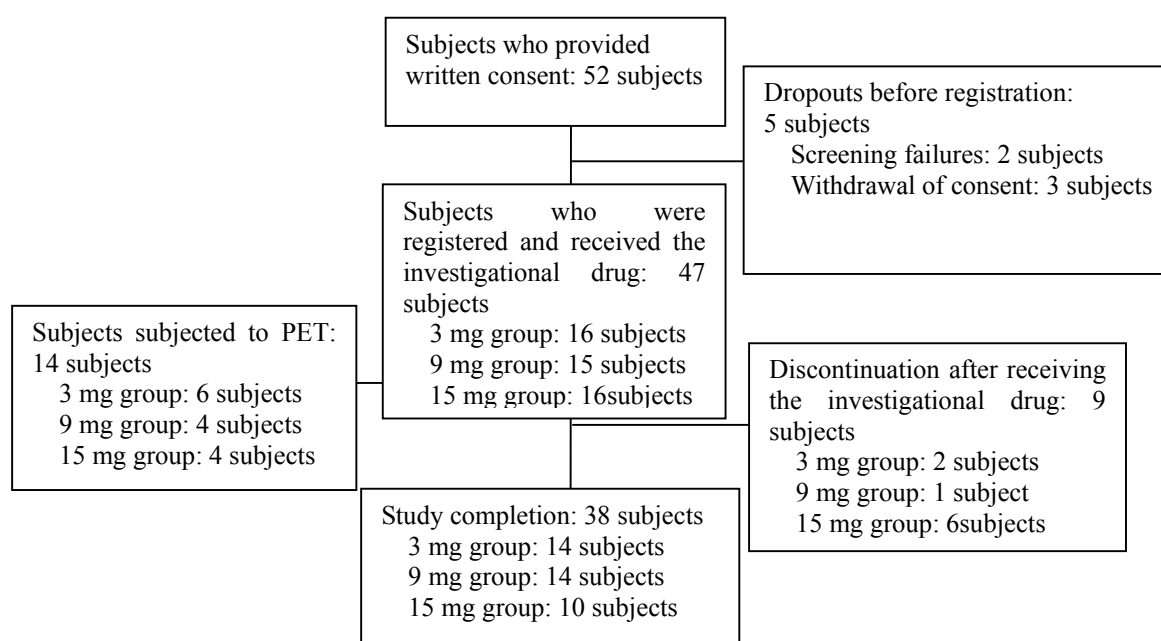 Subjects who provided
written consent: 52 subjects
Dropouts before registration:
5 subjects
Screening failures: 2 subjects
Withdrawal of consent: 3 subjects
Subjects who were
registered and received the
investigational drug: 47
subjects
3 mg group: 16 subjects
9 mg group: 15 subjects
15 mg group: 16subjects
Subjects subjected to PET:
14 subjects
3 mg group: 6 subjects
9 mg group: 4 subjects
15 mg group: 4 subjects
Discontinuation after receiving
the investigational drug: 9
subjects
3 mg group: 2 subjects
9 mg group: 1 subject
15 mg group: 6subjects
Study completion: 38 subjects
3 mg group: 14 subjects
9 mg group: 14 subjects
15 mg group: 10 subjects